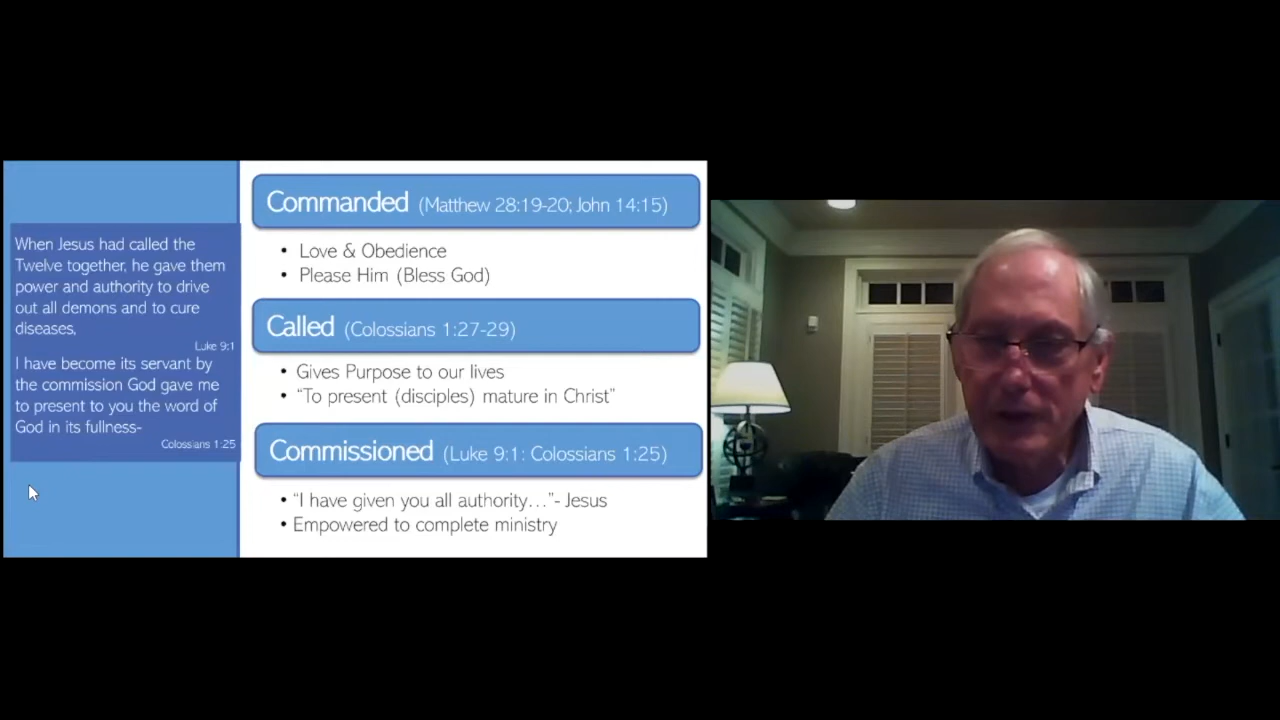 When Jesus had called the
Twelve together, he gave them
power and authority to drive
out all demons and to cure
diseases,
Luke 9:1
I have become its servant by
the commission God gave me
to present to you the word of
God in its fullness-
Colossians 1:25
Commanded (Matthew 28:19-20; John 14:15)
• Love & Obedience
• Please Him (Bless God)
Called (Colossians 1:27-29)
• Gives Purpose to our lives
• “To present (disciples) mature in Christ”
Commissioned (Luke 9:1: Colossians 1:25)
• “I have given you all authority…”- Jesus
• Empowered to complete ministry